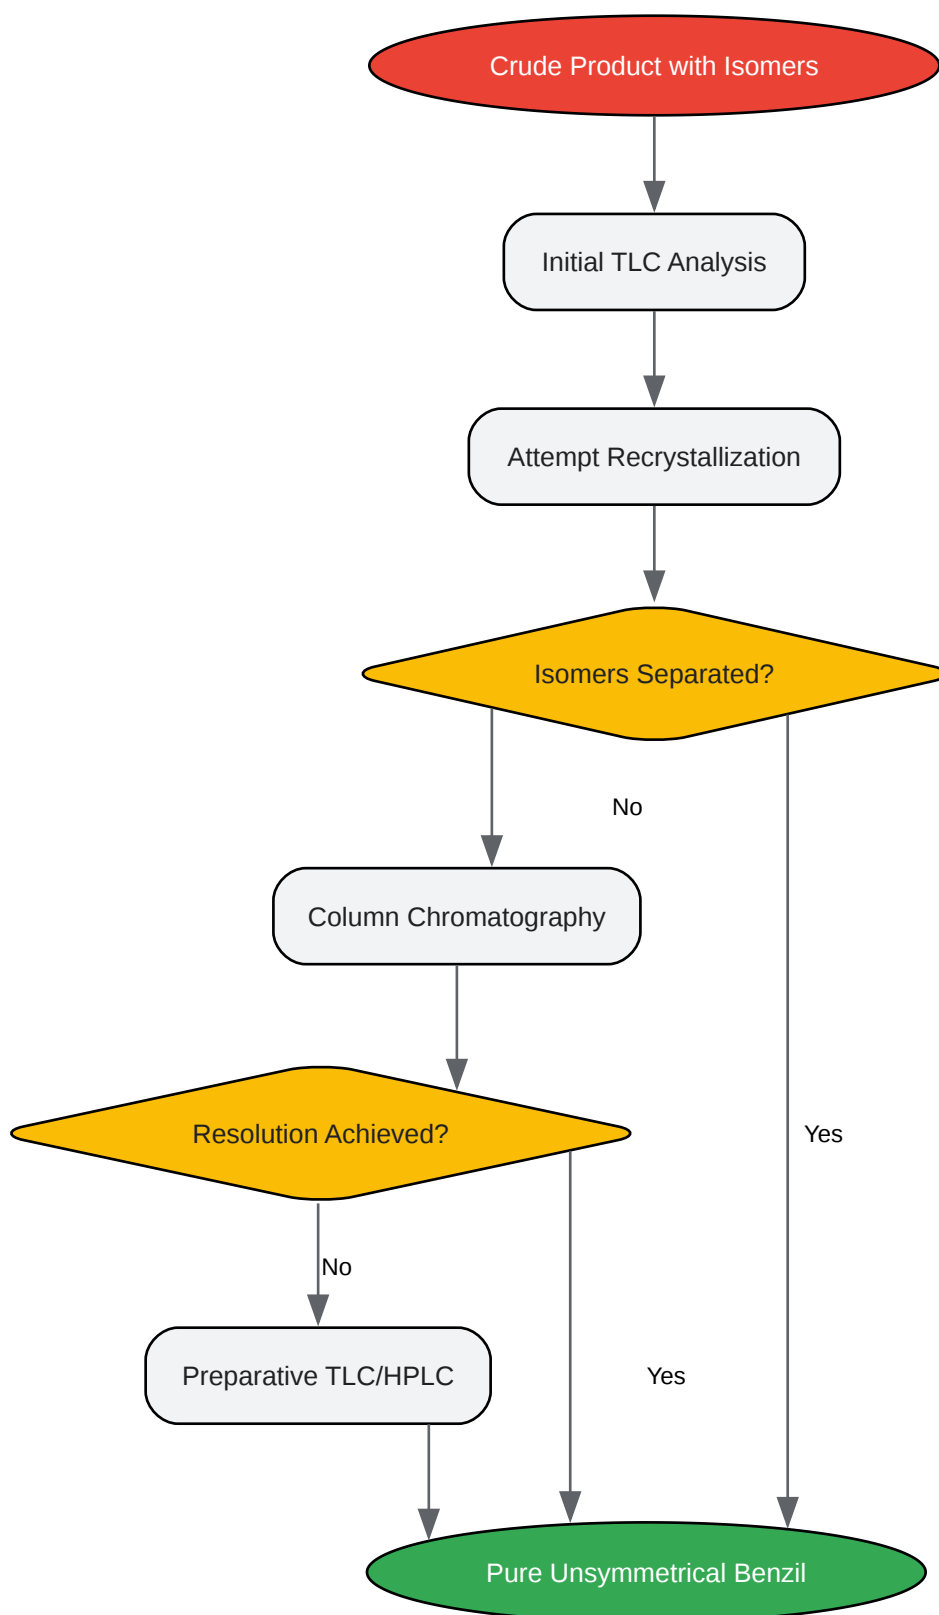 Crude Product with Isomers
Initial TLC Analysis
Attempt Recrystallization
Isomers Separated?
No
Column Chromatography
Resolution Achieved?
Yes
No
Preparative TLC/HPLC
Yes
Pure Unsymmetrical Benzil